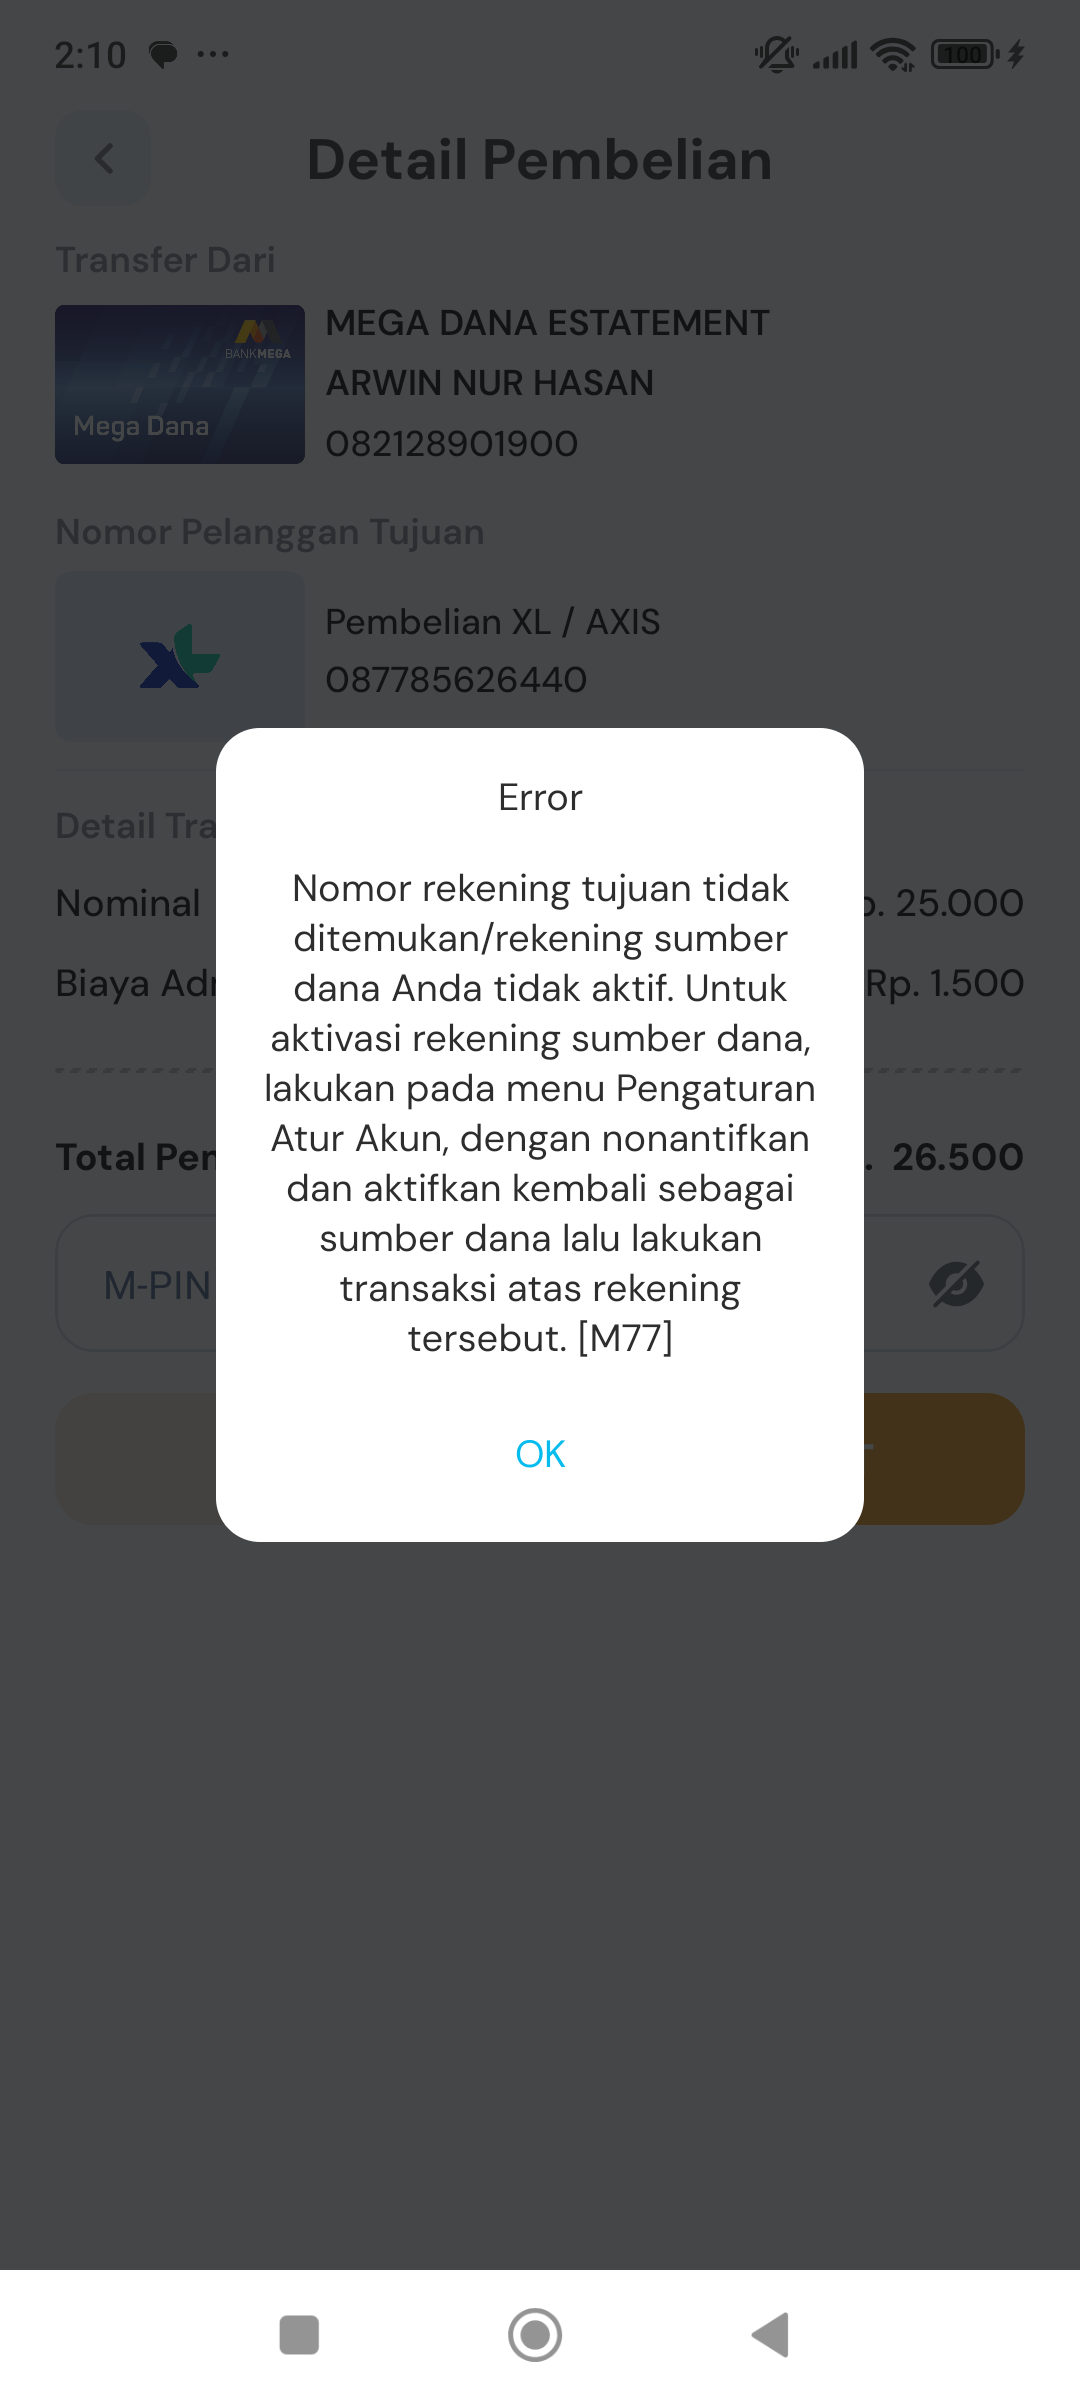 2:10
100
Detail Pembelian
Transfer Dari
BANKMEGA
Mega Dana
MEGA DANA ESTATEMENT
ARWIN NUR HASAN
082128901900
Nomor Pelanggan Tujuan
Pembelian XL / AXIS
087785626440
Error
Nomor rekening tujuan tidak
ditemukan/rekening sumber
dana Anda tidak aktif. Untuk
aktivasi rekening sumber dana,
lakukan pada menu Pengaturan
Atur Akun, dengan nonantifkan
dan aktifkan kembali sebagai
sumber dana lalu lakukan
transaksi atas rekening
tersebut. [M77]
OK
Detail
Nominal 25.000
Biaya Rp. 1.500
Total 26.500
M-PIN